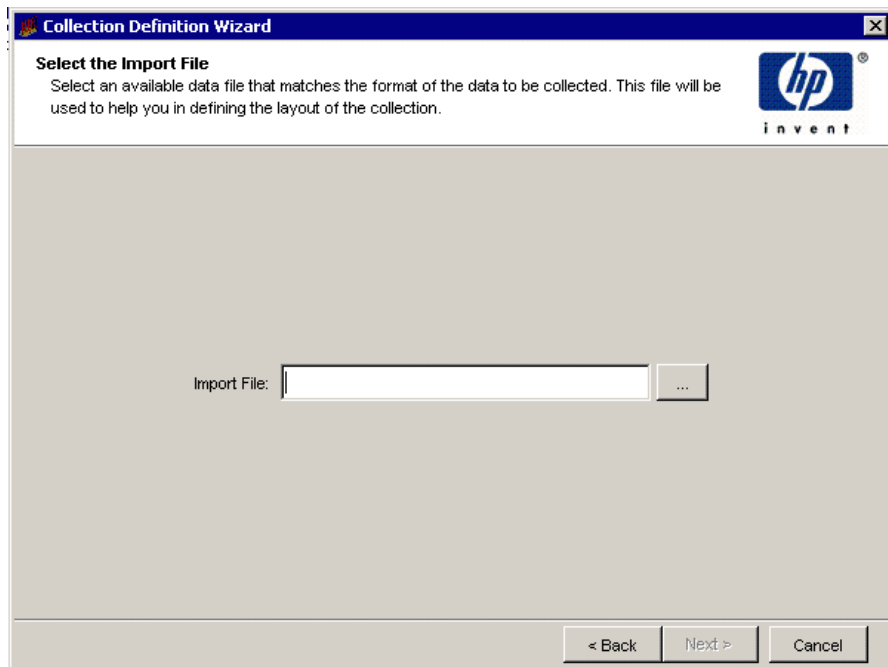 Collection Definition Wizard
Select the Import File
Select an available data file that matches the format of the data to be collected. This file will be
used to help you in defining the layout of the collection.
hp
®
invent
Import File:
...
< Back
Next >
Cancel